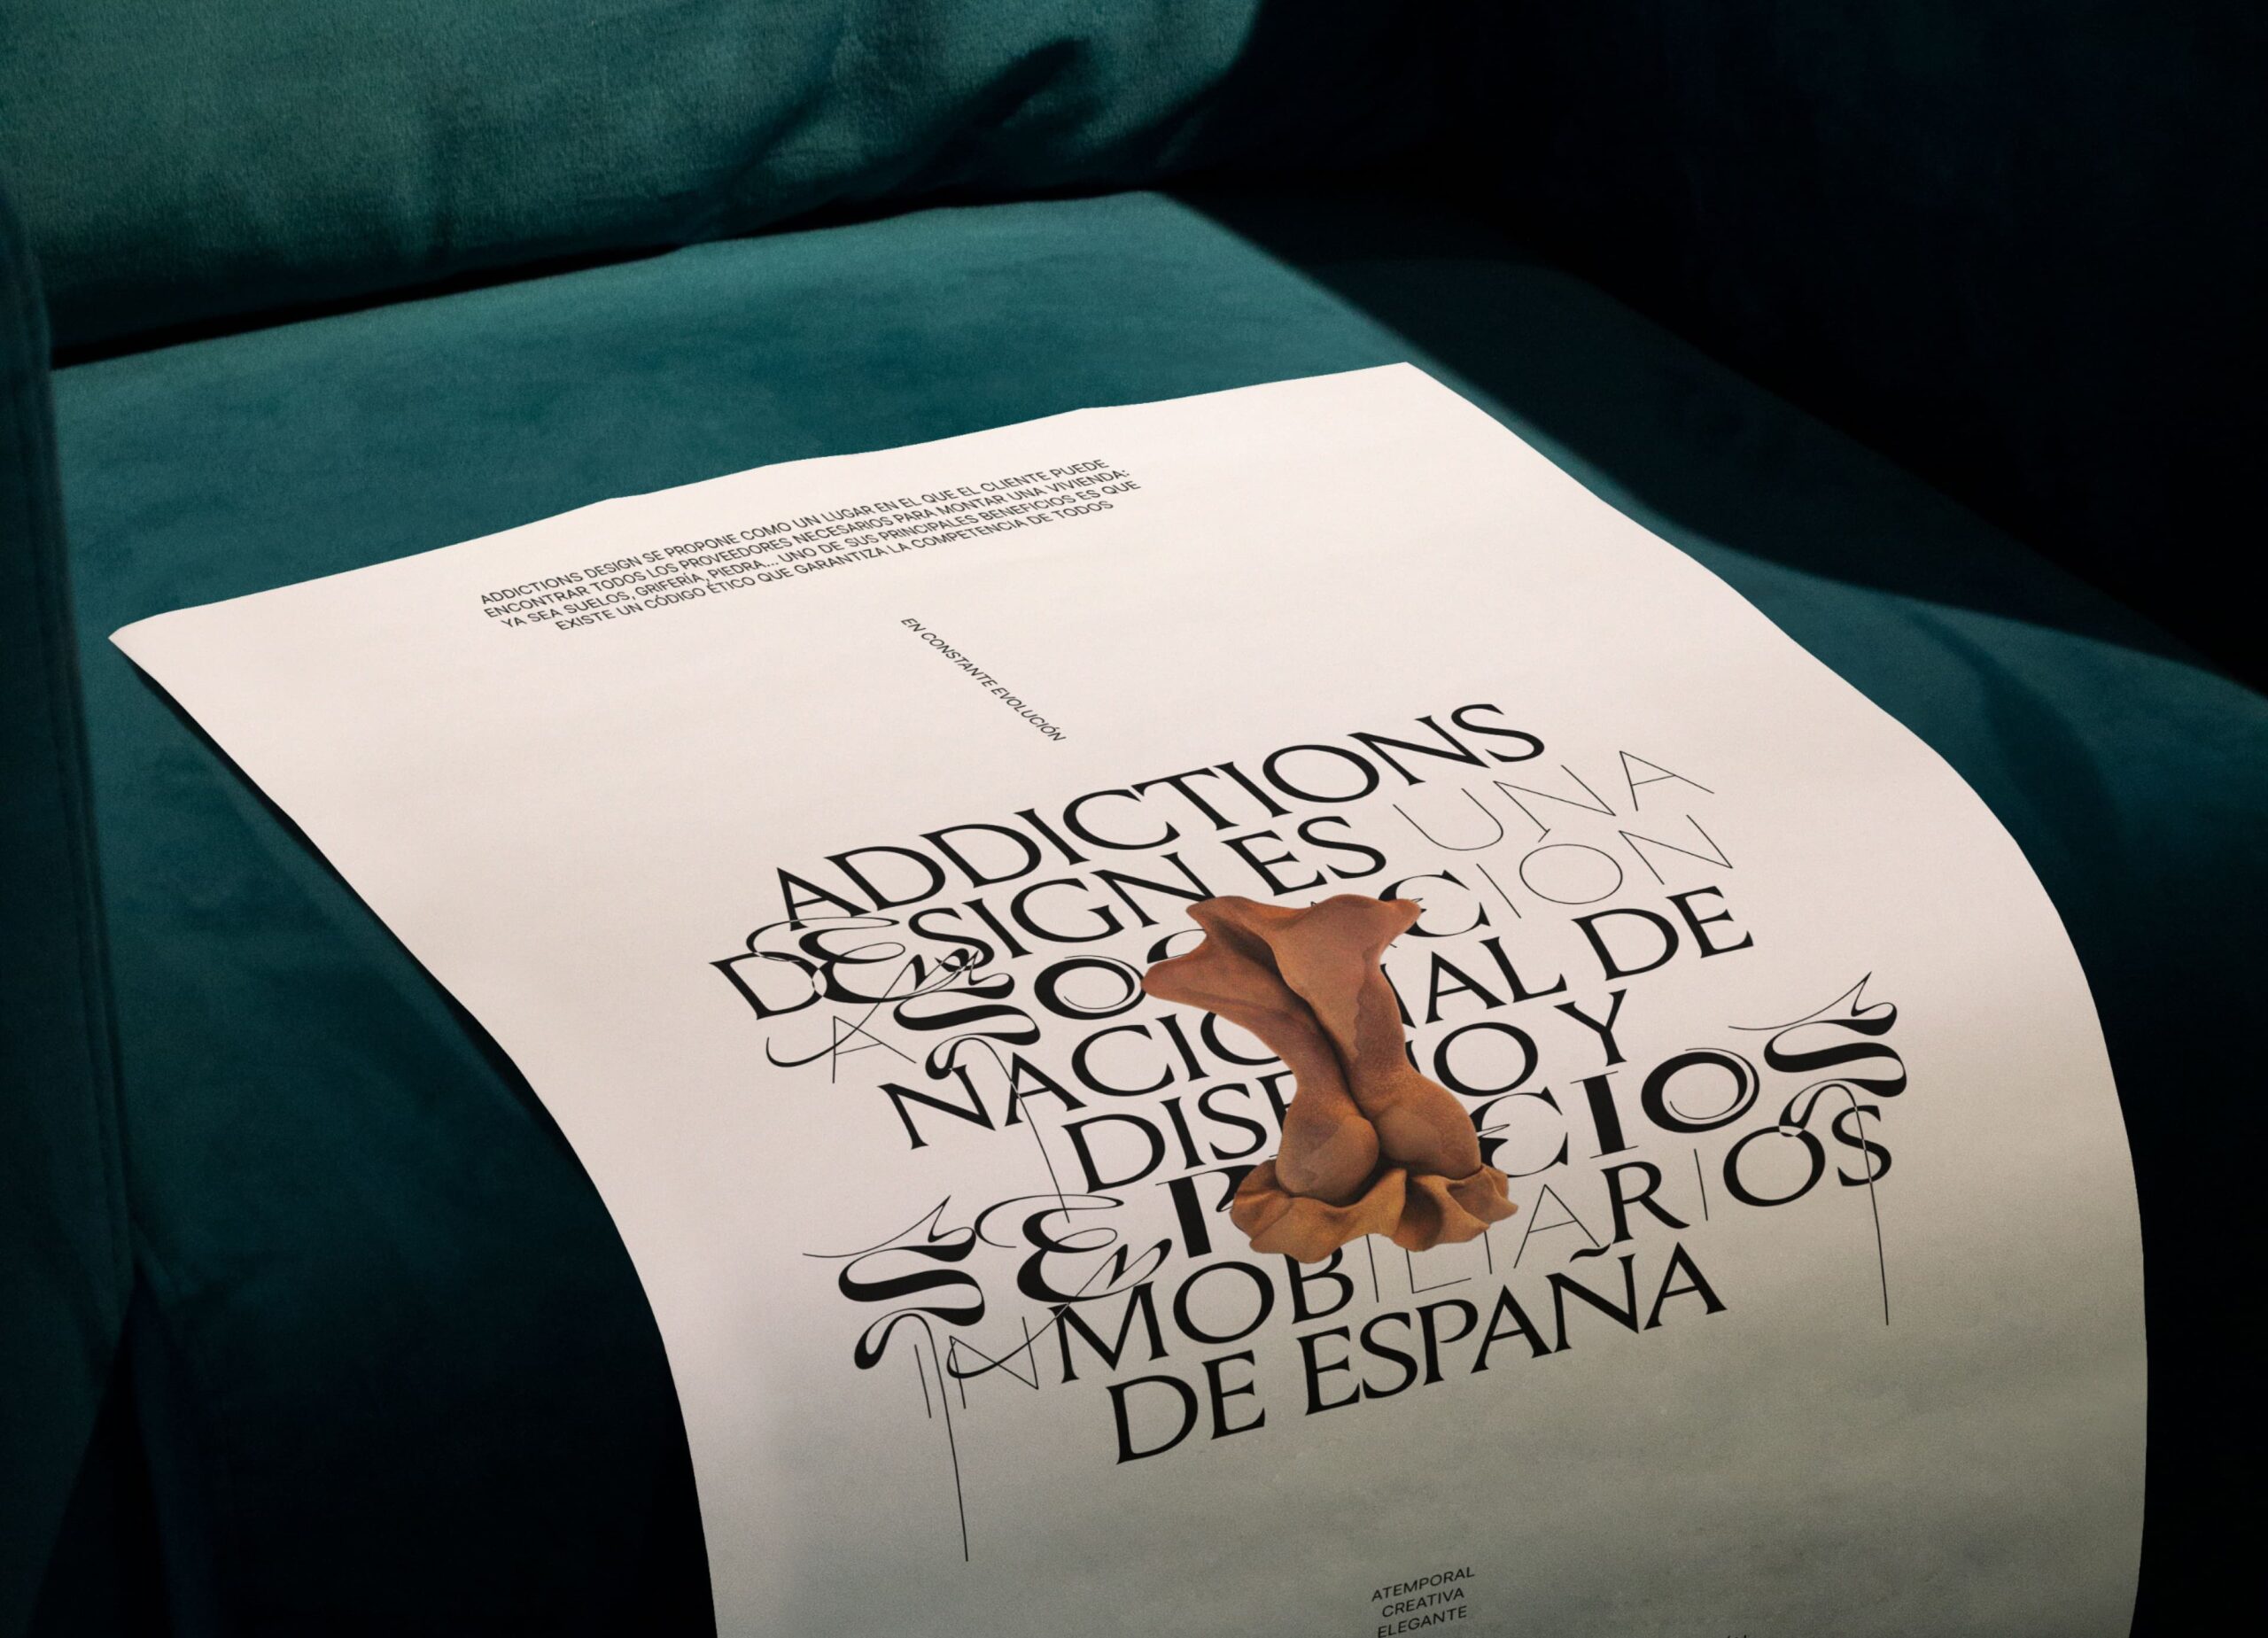 ADDICTIONS DESIGN SE PROPONE COMO UN LUGAR EN EL QUE EL CLIENTE PUEDE
ENCONTRAR TODOS LOS PROVEEDORES NECESARIOS PARA MONTAR UNA VIVIENDA:
YA SEA SUELOS, GRIFERÍA, PIEDRA.... UNO DE SUS PRINCIPALES BENEFICIOS ES QUE
EXISTE UN CÓDIGO ÉTICO QUE GARANTIZA LA COMPETENCIA DE TODOS
EN CONSTANTE EVOLUCIÓN
ADDICTIONS
DESIGN ES UNA
ASOCIACION
NACIONAL DE
DISEÑO Y
SERVICIOS
INMOBILIARIOS
DE ESPAÑA
ATEMPORAL
CREATIVA
ELEGANTE